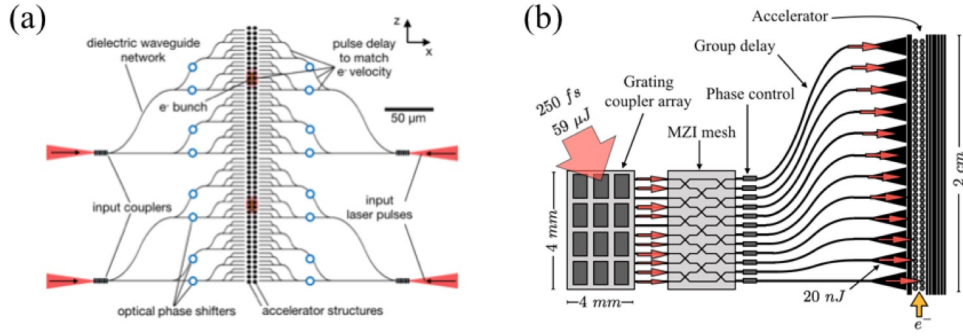 (a)
z
x
dielectric waveguide
network
pulse delay
to match
e⁻ velocity
e⁻ bunch
50 µm
input couplers
input
laser pulses
optical phase shifters
accelerator structures
(b)
Accelerator
Group delay
250 fs
59 µJ
Grating
coupler array
Phase control
MZI mesh
4 mm
4 mm
20 nJ
2 cm
e⁻